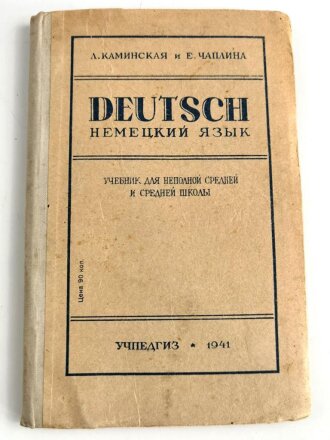 Л. КАМИНСКАЯ и Е. ЧАПЛИНА
DEUTSCH
НЕМЕЦКИЙ ЯЗЫК
УЧЕБНИК ДЛЯ НЕПОЛНОЙ СРЕДНЕЙ
И СРЕДНЕЙ ШКОЛЫ
Цена 90 коп.
УЧПЕДГИЗ * 1941